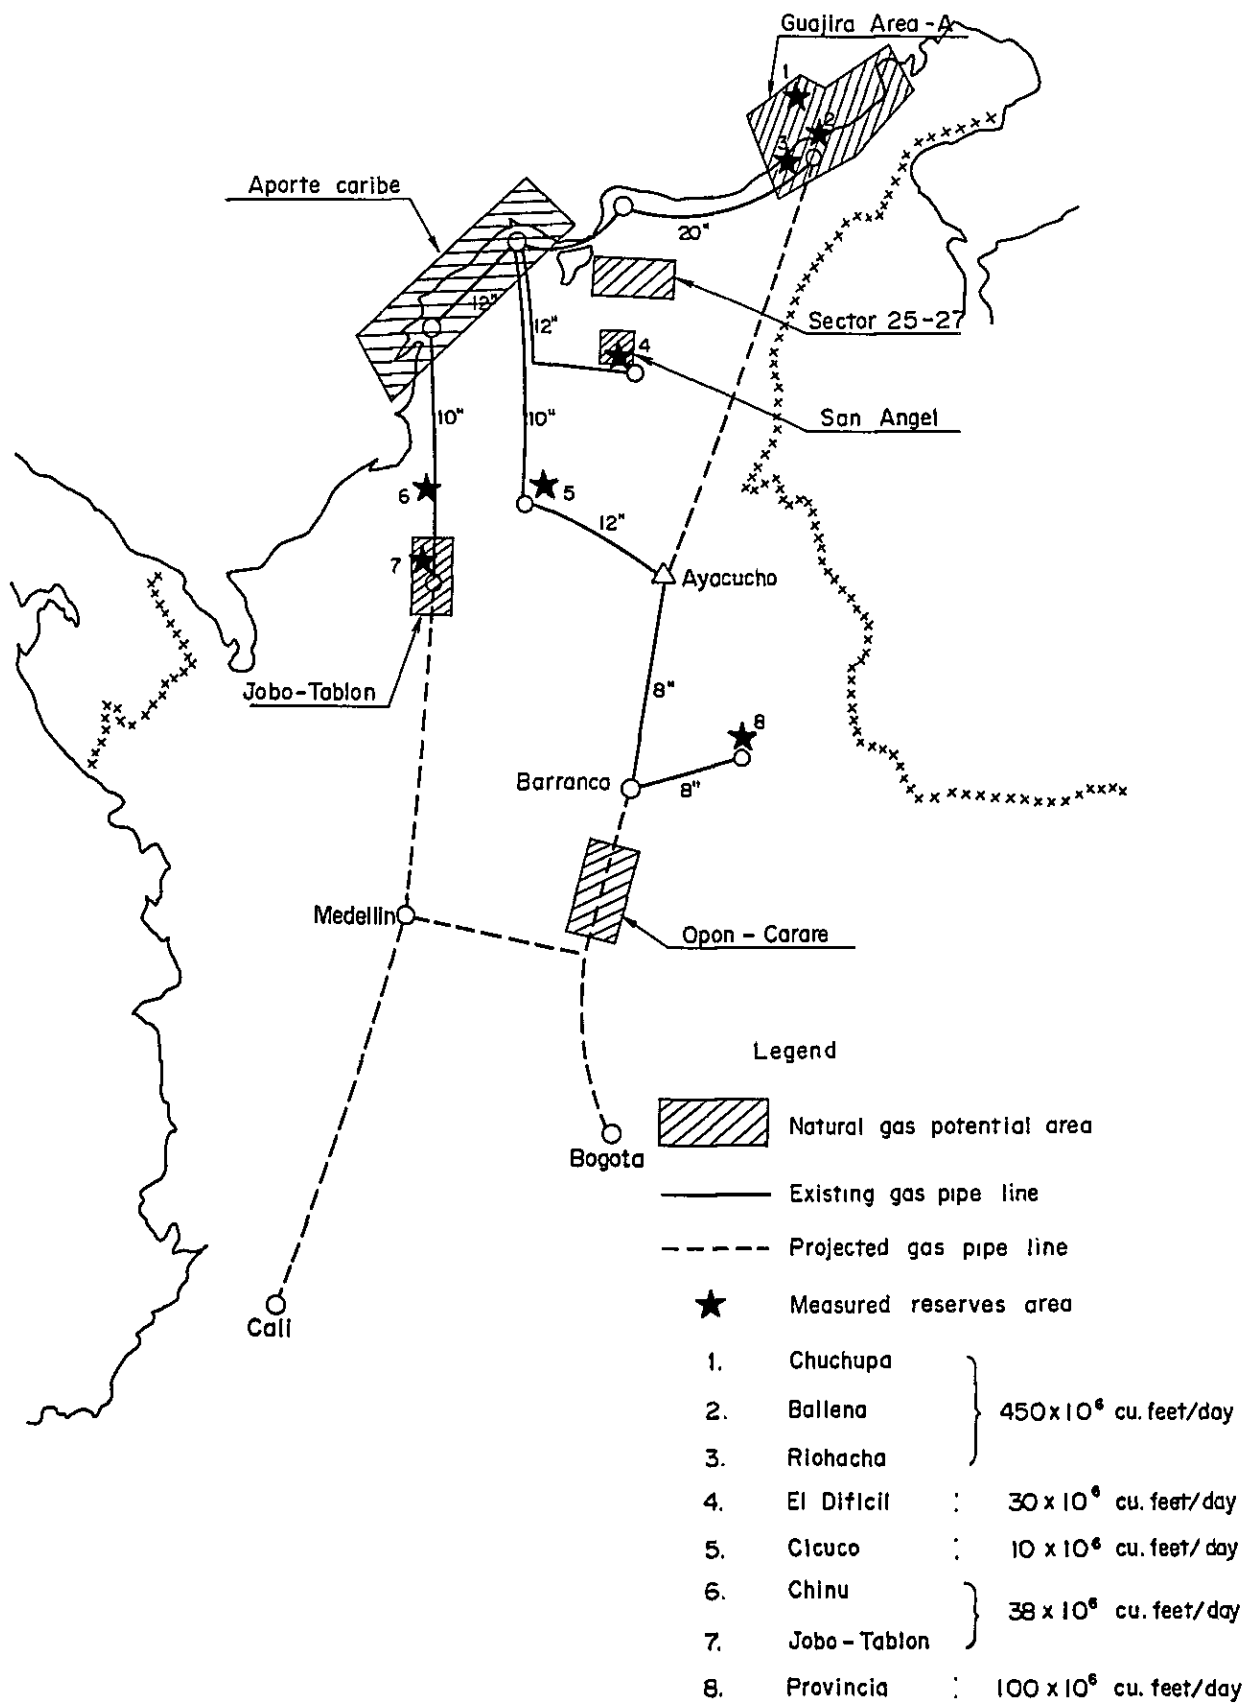 Guajira Area-A
1
2
3
Aporte caribe
20"
12"
Sector 25-27
12"
4
10"
10"
San Angel
6
5
12"
7
Ayacucho
Jobo-Tablon
8"
8
Barranca
8"
Medellin
Opon - Carare
Legend
Natural gas potential area
Bogota
Existing gas pipe line
Projected gas pipe line
Cali
Measured reserves area
1. Chuchupa
2. Ballena 450x10⁶ cu. feet/day
3. Riohacha
4. El Dificil : 30 x 10⁶ cu. feet/day
5. Cicuco : 10 x 10⁶ cu. feet/day
6. Chinu
38 x 10⁶ cu. feet/day
7. Jobo-Tablon
8. Provincia : 100 x 10⁶ cu. feet/day